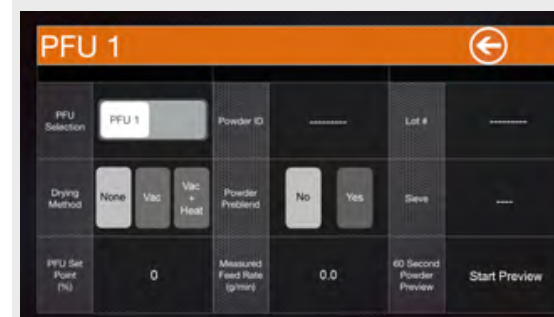 PFU 1
PFU
Selection
PFU 1
Powder ID
---------
Lot #
---------
Drying
Method
None
Vac
Vac
+
Heat
Powder
Preblend
No
Yes
Sieve
----
PFU Set
Point
(%)
0
Measured
Feed Rate
(g/min)
0.0
60 Second
Powder
Preview
Start Preview